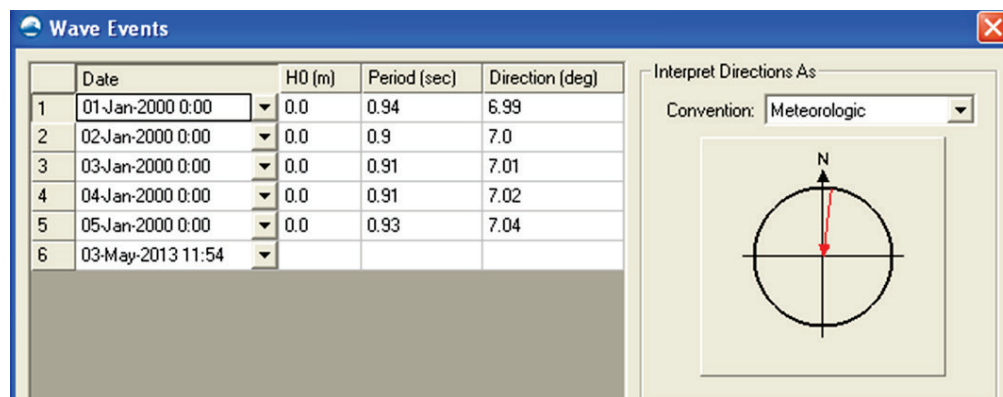 Wave Events
Date H0 (m) Period (sec) Direction (deg)
1 01-Jan-2000 0:00 0.0 0.94 6.99
2 02-Jan-2000 0:00 0.0 0.9 7.0
3 03-Jan-2000 0:00 0.0 0.91 7.01
4 04-Jan-2000 0:00 0.0 0.91 7.02
5 05-Jan-2000 0:00 0.0 0.93 7.04
6 03-May-2013 11:54
Interpret Directions As
Convention: Meteorologic
N